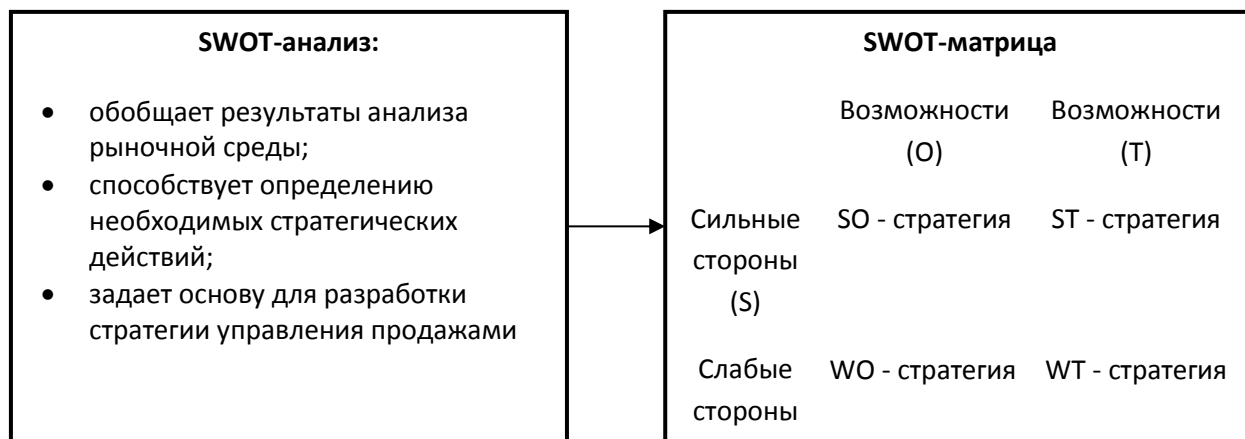 SWOT-анализ:
• обобщает результаты анализа
рыночной среды;
• способствует определению
необходимых стратегических
действий;
• задает основу для разработки
стратегии управления продажами
SWOT-матрица
Возможности Возможности
(O) (T)
Сильные SO - стратегия ST - стратегия
стороны
(S)
Слабые WO - стратегия WT - стратегия
стороны